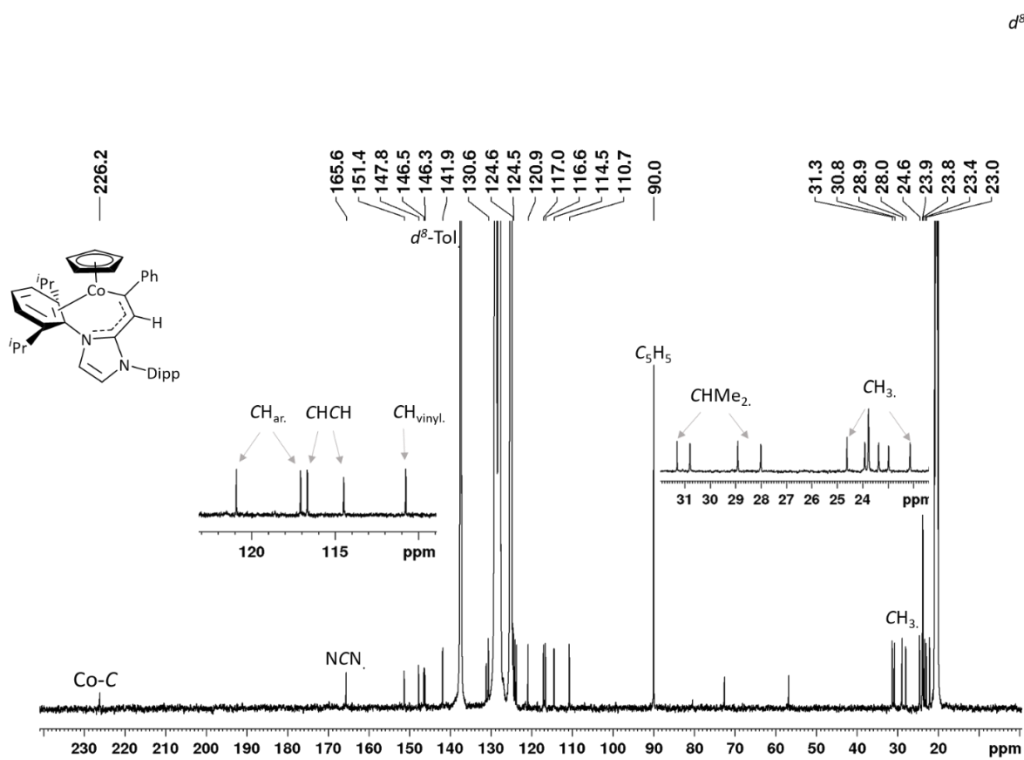 d⁸
226.2
165.6
151.4
147.8
146.5
146.3
141.9
130.6
124.6
124.5
120.9
117.0
116.6
114.5
110.7
90.0
31.3
30.8
28.9
28.0
24.6
23.9
23.8
23.4
23.0
d⁸-Tol
ⁱPr
Co
Ph
H
ⁱPr
N
N
Dipp
C₅H₅
CHar.
CHCH
CHvinyl.
CHMe₂.
CH₃.
31 30 29 28 27 26 25 24 ppm
120 115 ppm
CH₃.
NCN.
Co-C
230 220 210 200 190 180 170 160 150 140 130 120 110 100 90 80 70 60 50 40 30 20 ppm